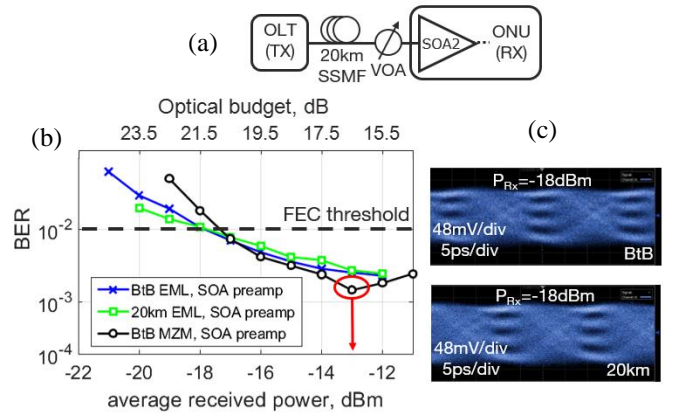 (a)
OLT
(TX)
20km
SSMF
VOA
SOA2
ONU
(RX)
(b)
Optical budget, dB
23.5 21.5 19.5 17.5 15.5
BER
10^-2
10^-3
10^-4
FEC threshold
BtB EML, SOA preamp
20km EML, SOA preamp
BtB MZM, SOA preamp
-22 -20 -18 -16 -14 -12
average received power, dBm
(c)
P_Rx=-18dBm
48mV/div
5ps/div
BtB
P_Rx=-18dBm
48mV/div
5ps/div
20km